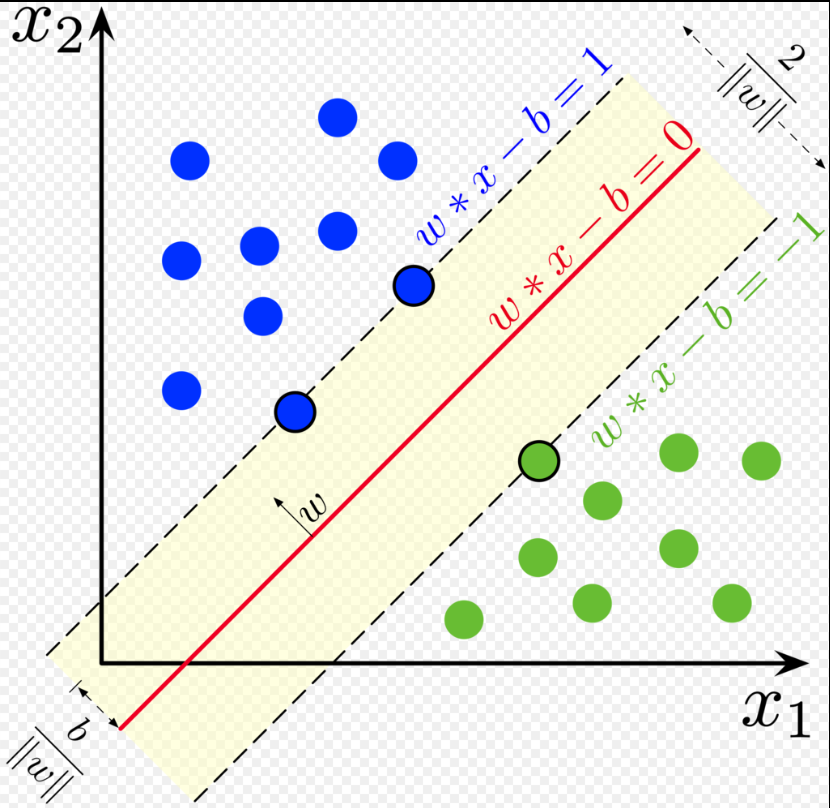 x₂
w * x − b = 1
2
‖w‖
w * x − b = 0
w * x − b = −1
w
x₁
b
‖w‖